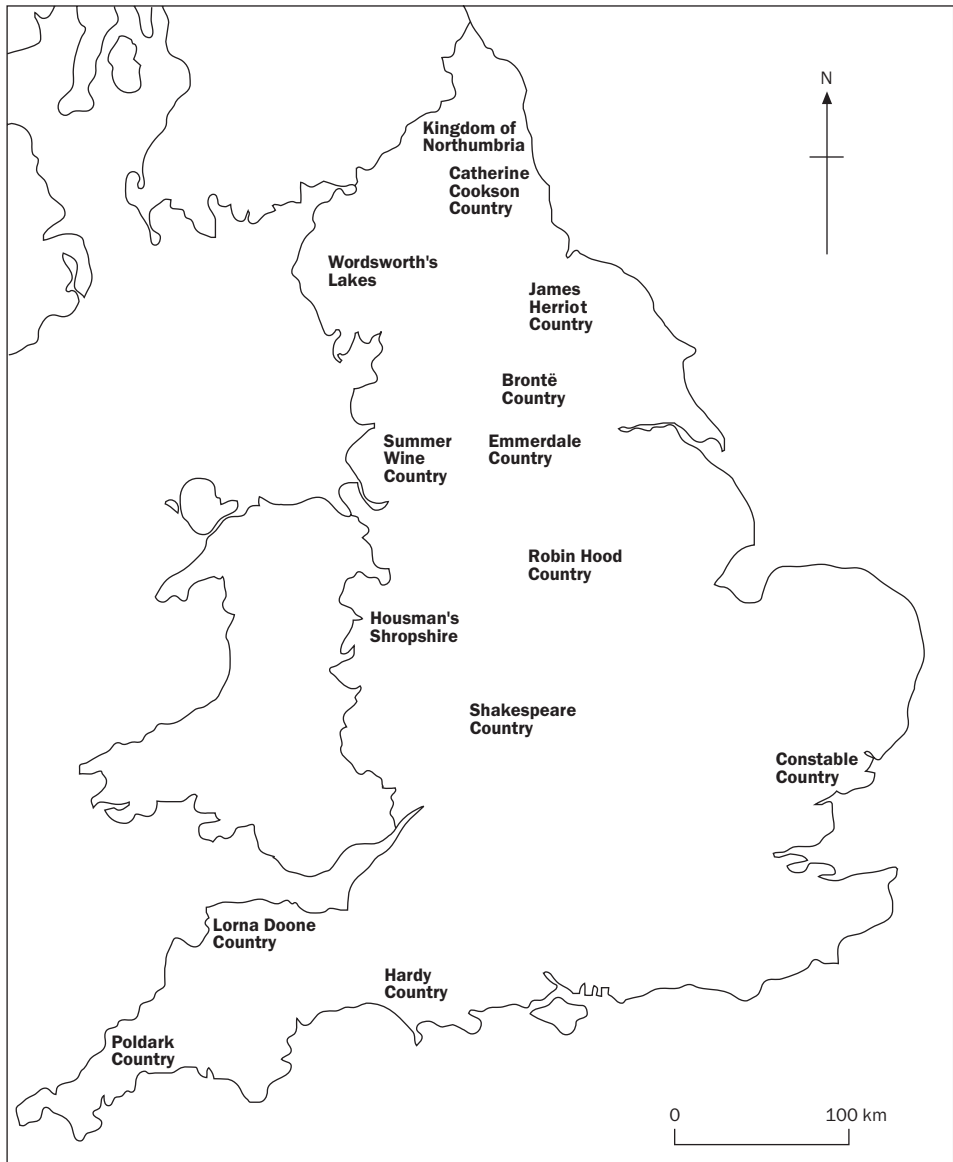 N
Kingdom of
Northumbria
Catherine
Cookson
Country
Wordsworth's
Lakes
James
Herriot
Country
Brontë
Country
Summer
Wine
Country
Emmerdale
Country
Robin Hood
Country
Housman's
Shropshire
Shakespeare
Country
Constable
Country
Lorna Doone
Country
Hardy
Country
Poldark
Country
0 100 km